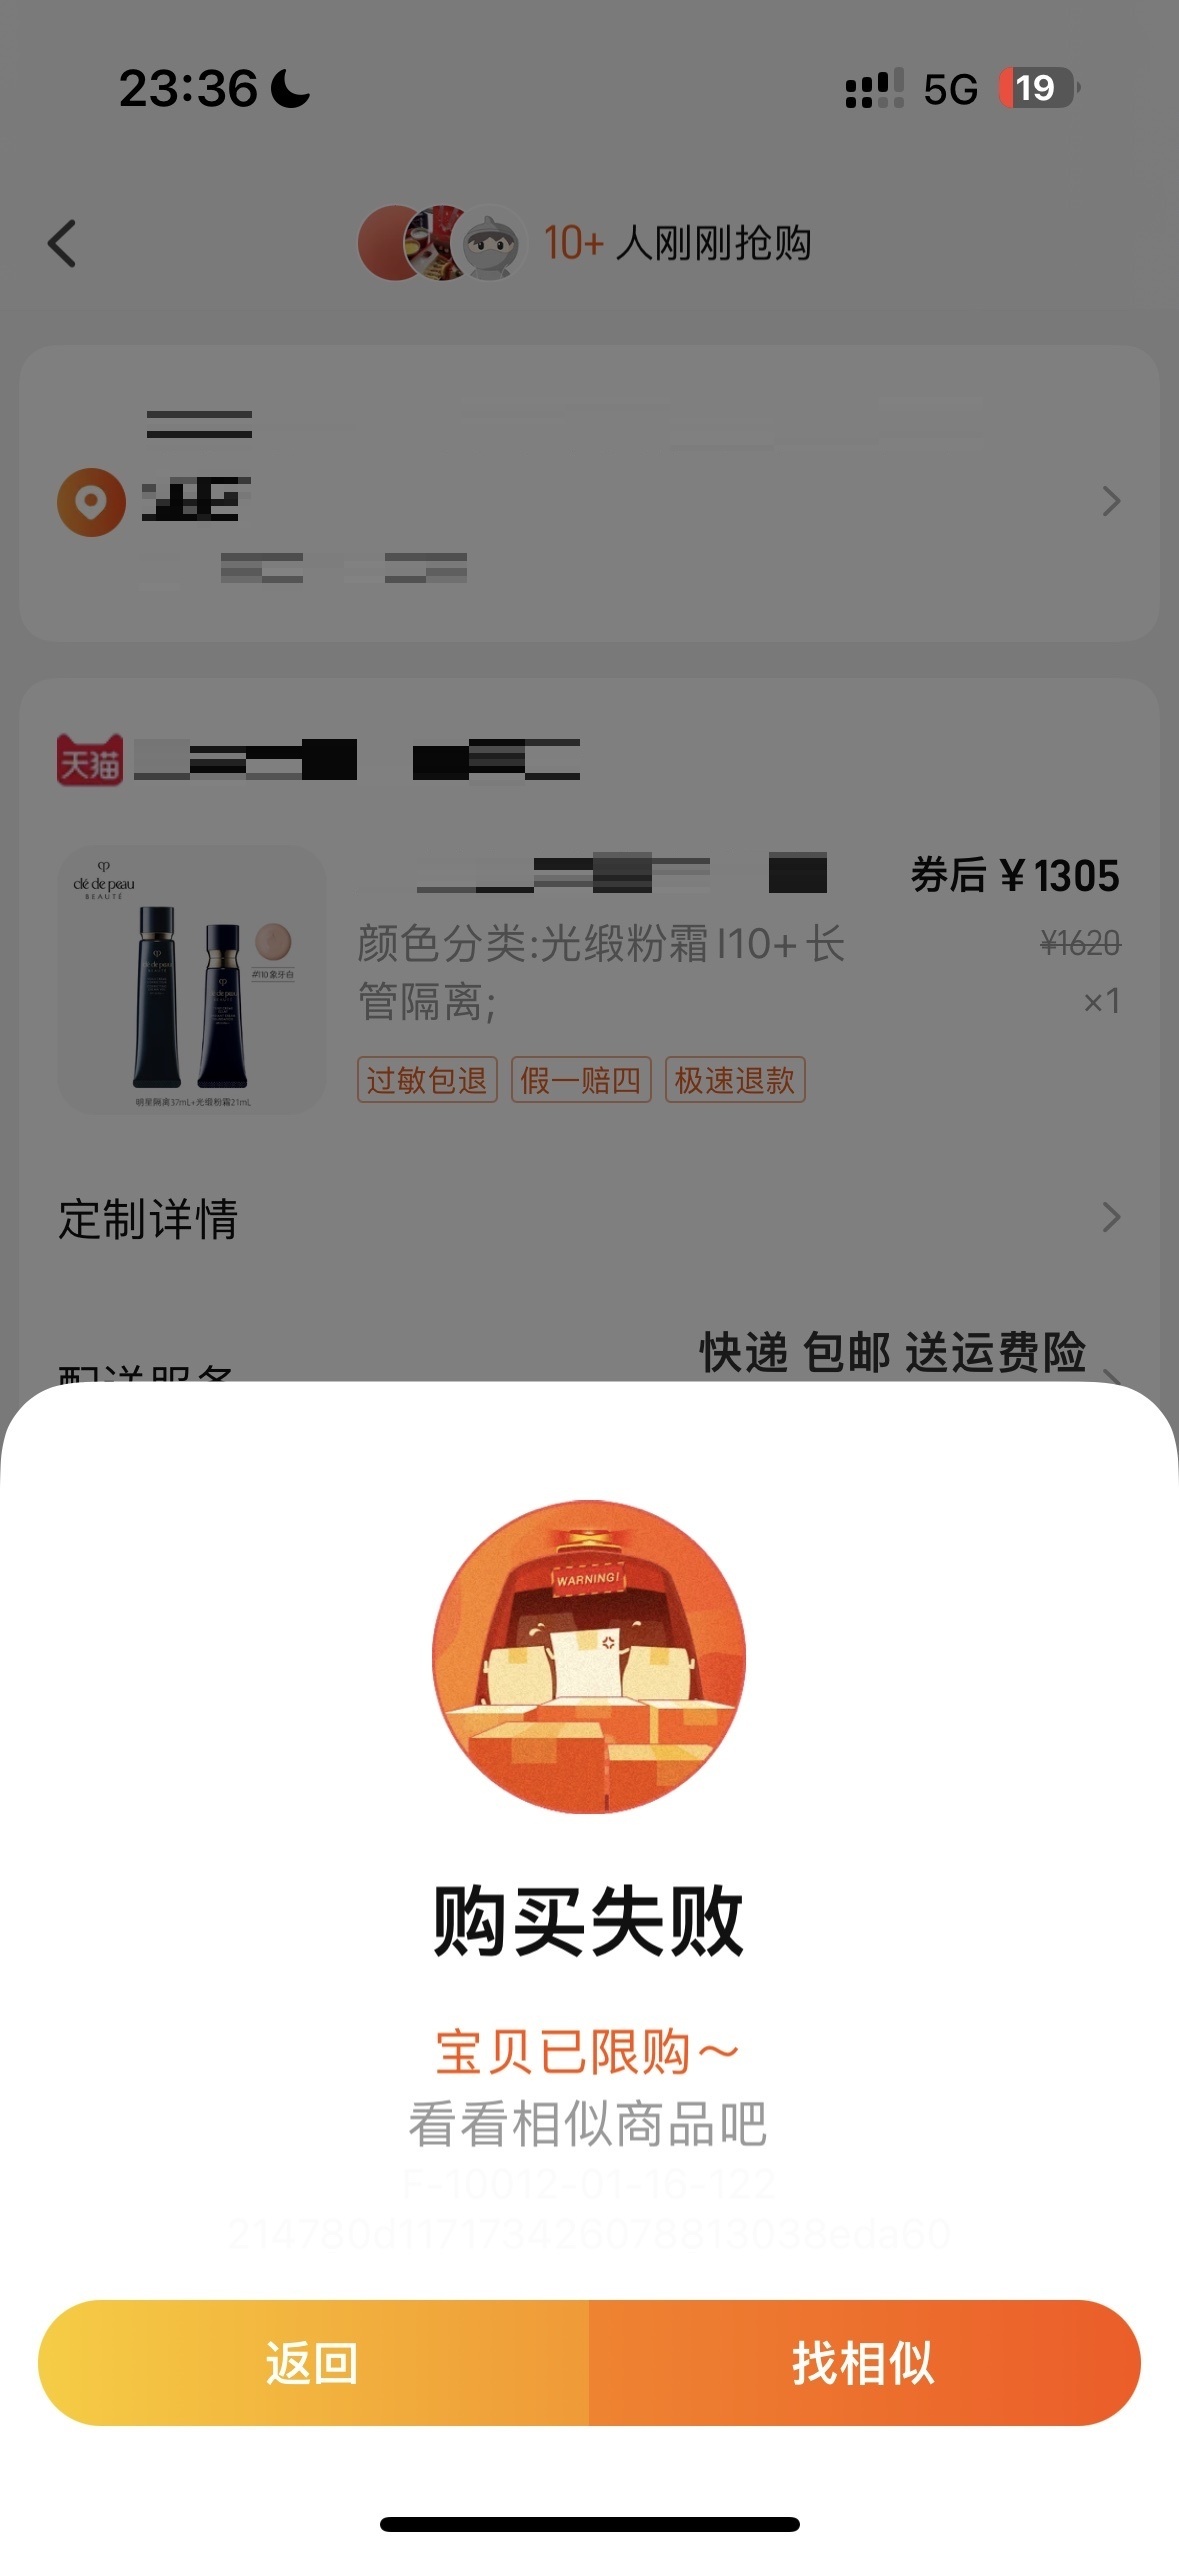 23:36
5G
19
10+ 人刚刚抢购
天猫
clé de peau
BEAUTÉ
#I10象牙白
明星隔离37mL+光缎粉霜21mL
券后 ¥1305
颜色分类:光缎粉霜I10+长
管隔离;
¥1620
×1
过敏包退
假一赔四
极速退款
定制详情
配送服务
快递 包邮 送运费险
WARNING!
购买失败
宝贝已限购～
看看相似商品吧
F-10012-01-16-122
214780d117173426078813038eda60
返回
找相似